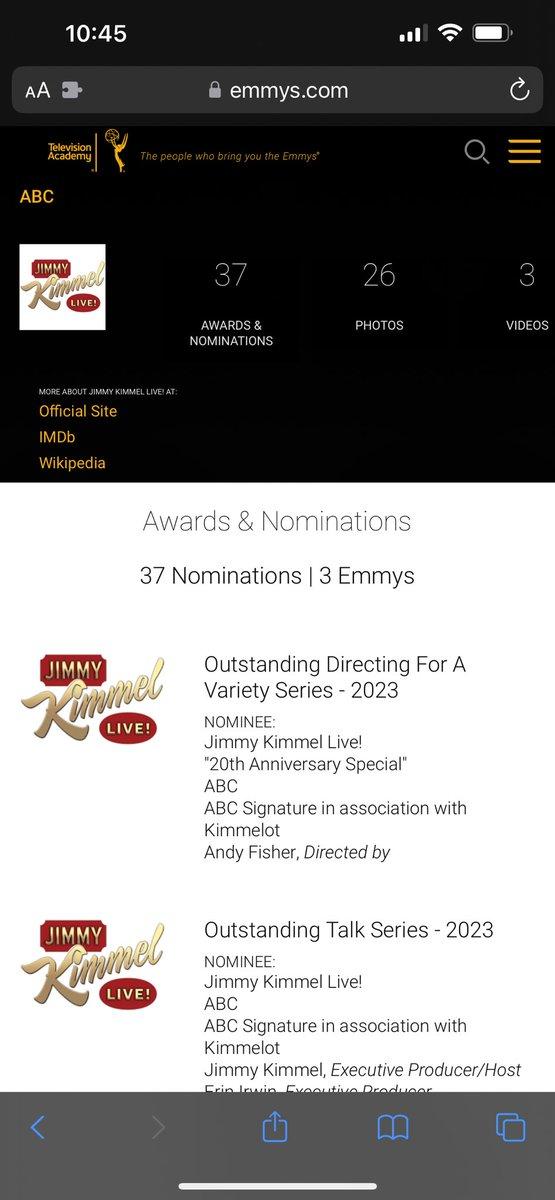 10:45
AA
emmys.com
Television
Academy
The people who bring you the Emmys®
ABC
JIMMY
Kimmel
LIVE!
37
AWARDS &
NOMINATIONS
26
PHOTOS
3
VIDEOS
MORE ABOUT JIMMY KIMMEL LIVE! AT:
Official Site
IMDb
Wikipedia
Awards & Nominations
37 Nominations | 3 Emmys
JIMMY
Kimmel
LIVE!
Outstanding Directing For A
Variety Series - 2023
NOMINEE:
Jimmy Kimmel Live!
"20th Anniversary Special"
ABC
ABC Signature in association with
Kimmelot
Andy Fisher, Directed by
JIMMY
Kimmel
LIVE!
Outstanding Talk Series - 2023
NOMINEE:
Jimmy Kimmel Live!
ABC
ABC Signature in association with
Kimmelot
Jimmy Kimmel, Executive Producer/Host
Erin Irwin, Executive Producer